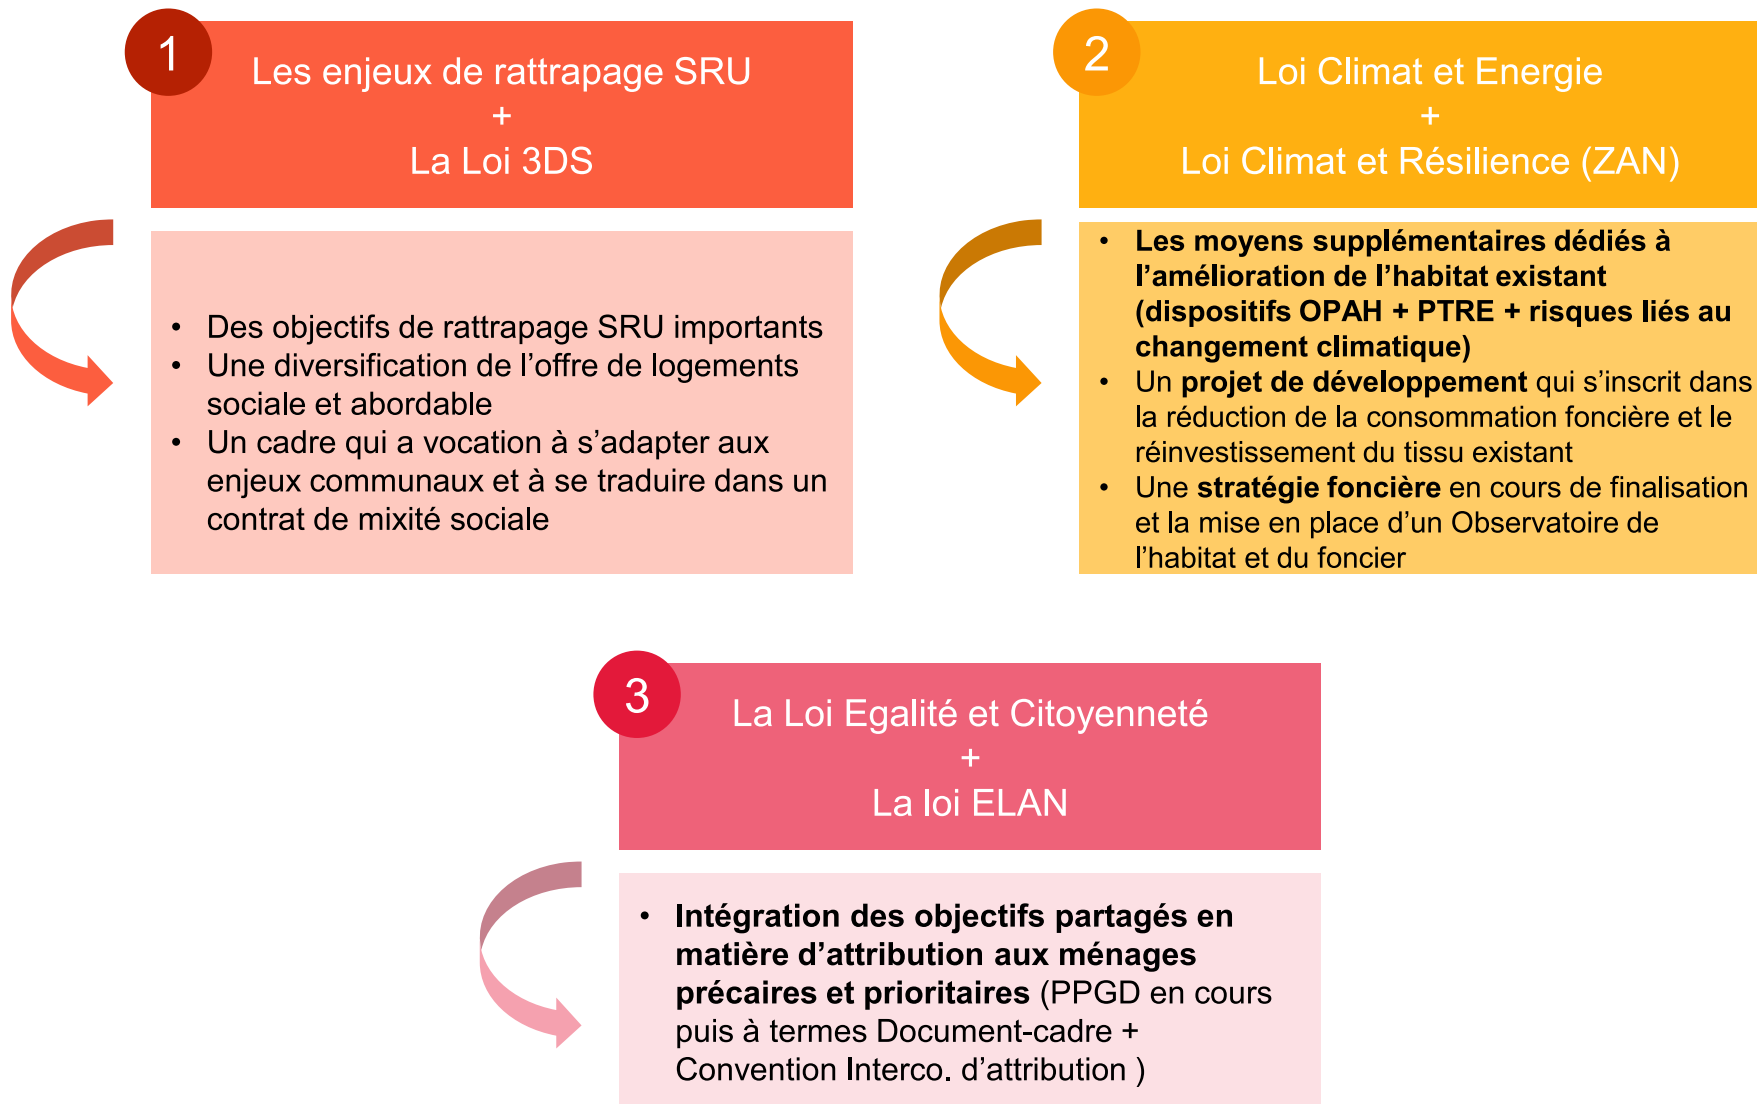 1
Les enjeux de rattrapage SRU
+
La Loi 3DS
• Des objectifs de rattrapage SRU importants
• Une diversification de l’offre de logements
sociale et abordable
• Un cadre qui a vocation à s’adapter aux
enjeux communaux et à se traduire dans un
contrat de mixité sociale
2
Loi Climat et Energie
+
Loi Climat et Résilience (ZAN)
• Les moyens supplémentaires dédiés à
l’amélioration de l’habitat existant
(dispositifs OPAH + PTRE + risques liés au
changement climatique)
• Un projet de développement qui s’inscrit dans
la réduction de la consommation foncière et le
réinvestissement du tissu existant
• Une stratégie foncière en cours de finalisation
et la mise en place d’un Observatoire de
l’habitat et du foncier
3
La Loi Egalité et Citoyenneté
+
La loi ELAN
• Intégration des objectifs partagés en
matière d’attribution aux ménages
précaires et prioritaires (PPGD en cours
puis à termes Document-cadre +
Convention Interco. d’attribution )